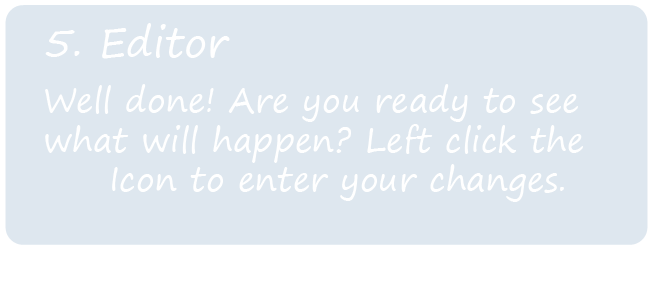 5. Editor
Well done! Are you ready to see
what will happen? Left click the
Icon to enter your changes.